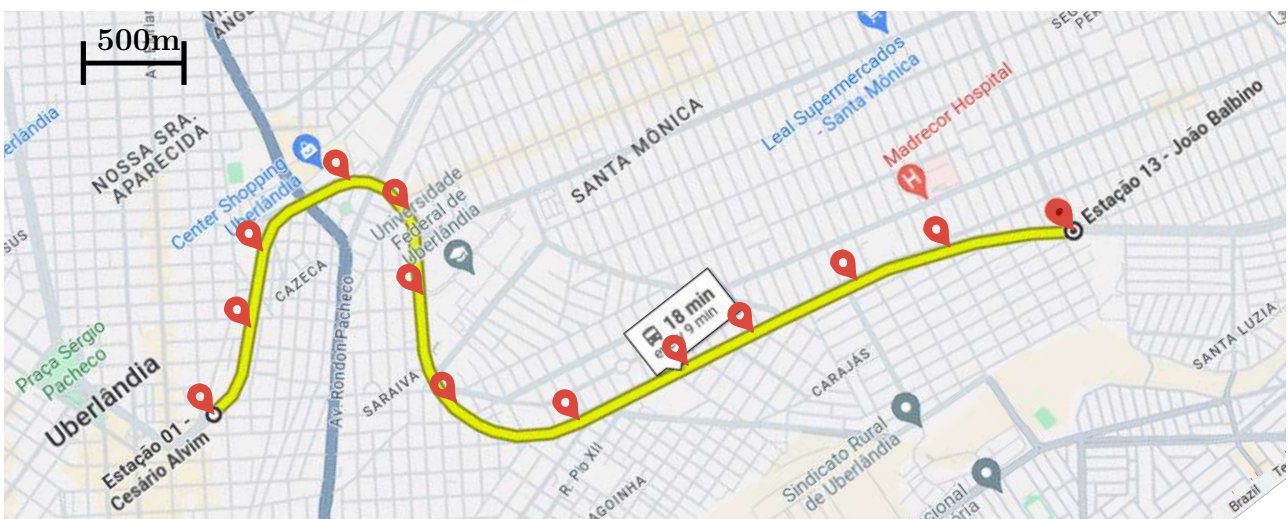 500m
NOSSA SRA.
APARECIDA
Center Shopping
Uberlândia
CAZECA
Praça Sérgio
Pacheco
Uberlândia
Estação 01 -
Cesário Alvim
Av. Rondon Pacheco
SARAIVA
Universidade
Federal de
Uberlândia
SANTA MÔNICA
Leal Supermercados
- Santa Mônica
Madrecor Hospital
Estação 13 - João Balbino
18 min
9 min
CARAJÁS
SANTA LUZIA
R. Pio XII
Sindicato Rural
de Uberlândia
Brazil